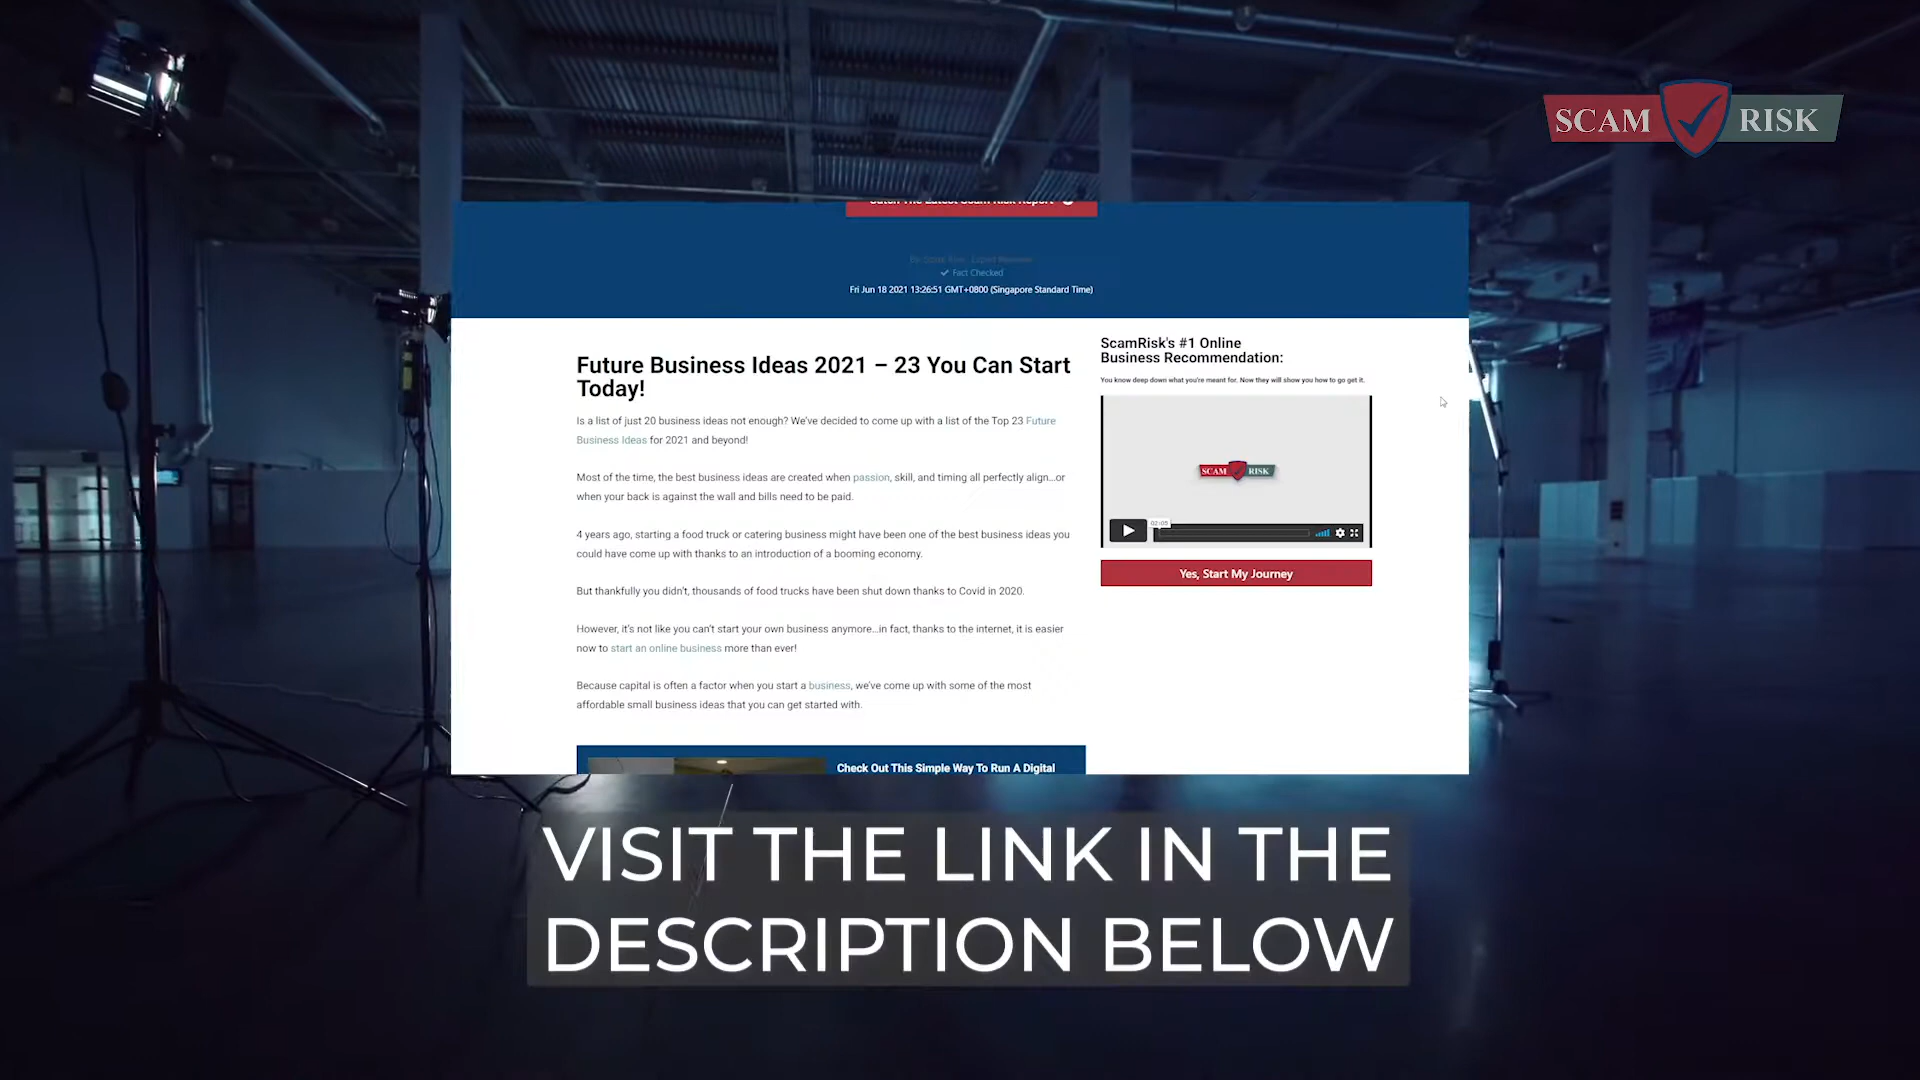 SCAM RISK
Catch The Latest Scam Risk Report
Fact Checked
Fri Jun 18 2021 13:26:51 GMT+0800 (Singapore Standard Time)
Future Business Ideas 2021 – 23 You Can Start
Today!
Is a list of just 20 business ideas not enough? We've decided to come up with a list of the Top 23 Future
Business Ideas for 2021 and beyond!
Most of the time, the best business ideas are created when passion, skill, and timing all perfectly align...or
when your back is against the wall and bills need to be paid.
4 years ago, starting a food truck or catering business might have been one of the best business ideas you
could have come up with thanks to an introduction of a booming economy.
But thankfully you didn't, thousands of food trucks have been shut down thanks to Covid in 2020.
However, it's not like you can't start your own business anymore...in fact, thanks to the internet, it is easier
now to start an online business more than ever!
Because capital is often a factor when you start a business, we've come up with some of the most
affordable small business ideas that you can get started with.
Check Out This Simple Way To Run A Digital
ScamRisk's #1 Online
Business Recommendation:
You know deep down what you're meant for. Now they will show you how to go get it.
SCAM RISK
02:05
Yes, Start My Journey
VISIT THE LINK IN THE
DESCRIPTION BELOW